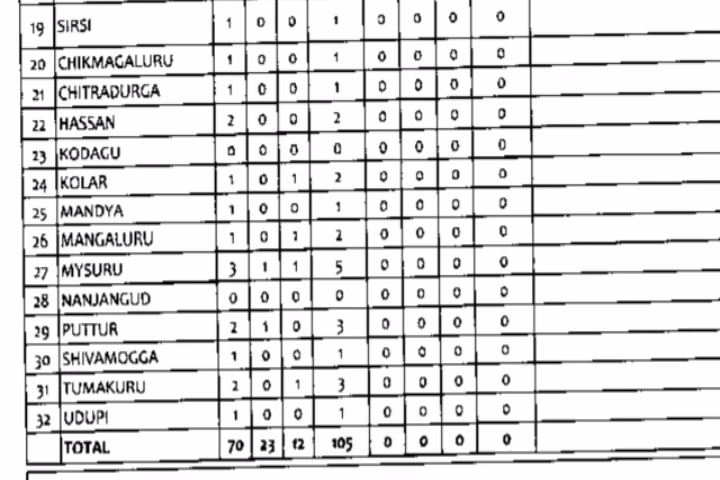 19 SIRSI 1 0 0 1 0 0 0 0
20 CHIKMAGALURU 1 0 0 1 0 0 0 0
21 CHITRADURGA 1 0 0 1 0 0 0 0
22 HASSAN 2 0 0 2 0 0 0 0
23 KODAGU 0 0 0 0 0 0 0 0
24 KOLAR 1 0 1 2 0 0 0 0
25 MANDYA 1 0 0 1 0 0 0 0
26 MANGALURU 1 0 1 2 0 0 0 0
27 MYSURU 3 1 1 5 0 0 0 0
28 NANJANGUD 0 0 0 0 0 0 0 0
29 PUTTUR 2 1 0 3 0 0 0 0
30 SHIVAMOGGA 1 0 0 1 0 0 0 0
31 TUMAKURU 2 0 1 3 0 0 0 0
32 UDUPI 1 0 0 1 0 0 0 0
TOTAL 70 23 12 105 0 0 0 0